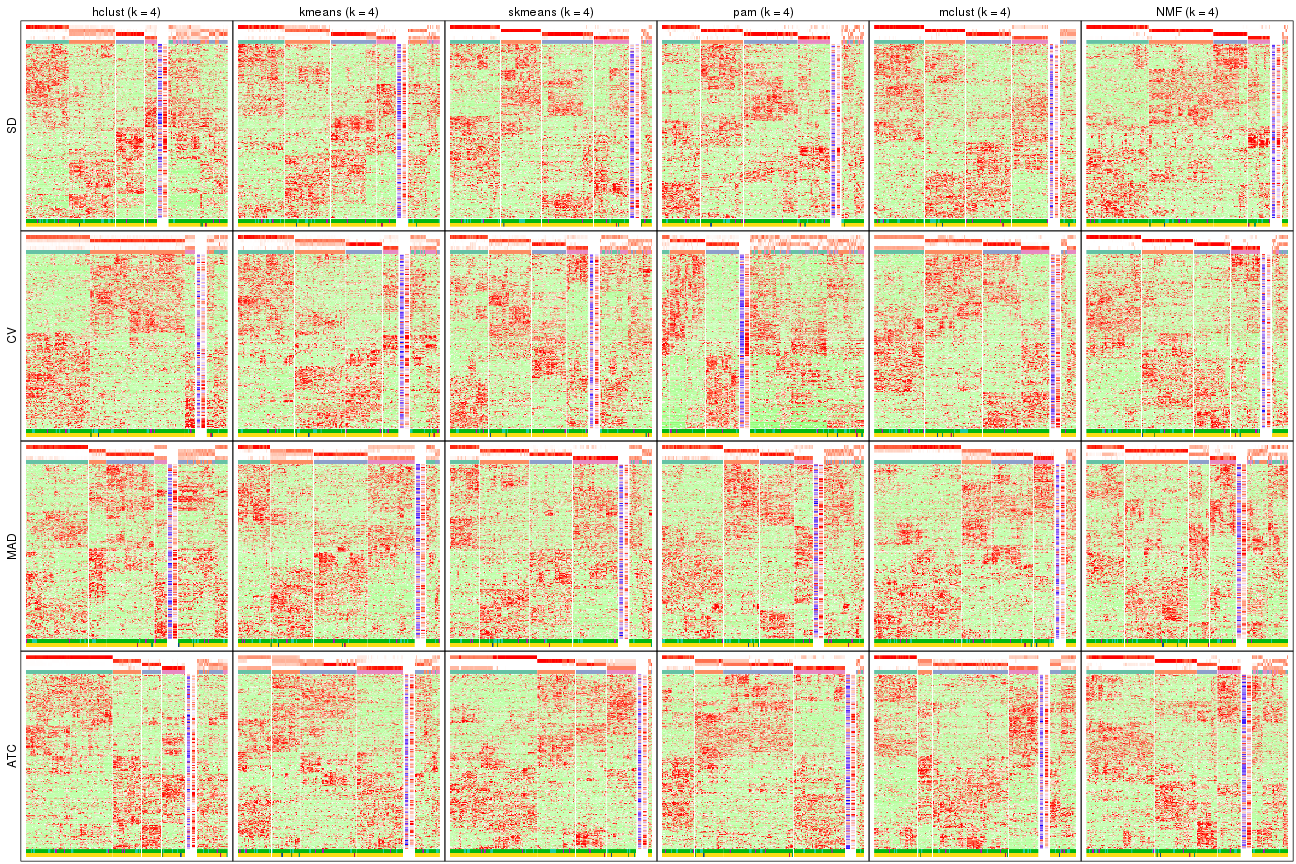 hclust (k = 4)
kmeans (k = 4)
skmeans (k = 4)
pam (k = 4)
mclust (k = 4)
NMF (k = 4)
SD
CV
MAD
ATC